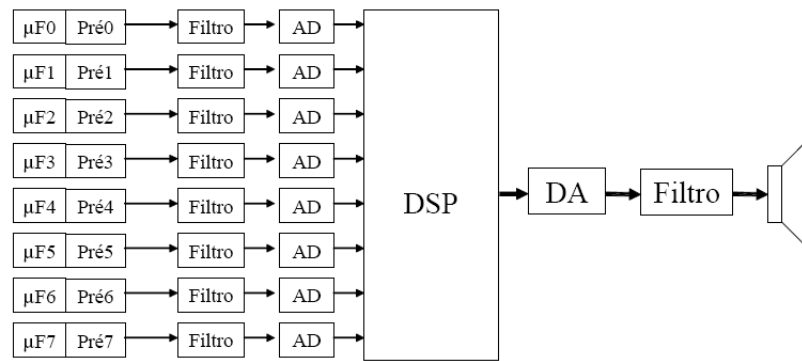 µF0 Pré0 Filtro AD
µF1 Pré1 Filtro AD
µF2 Pré2 Filtro AD
µF3 Pré3 Filtro AD
µF4 Pré4 Filtro AD
µF5 Pré5 Filtro AD
µF6 Pré6 Filtro AD
µF7 Pré7 Filtro AD
DSP
DA
Filtro